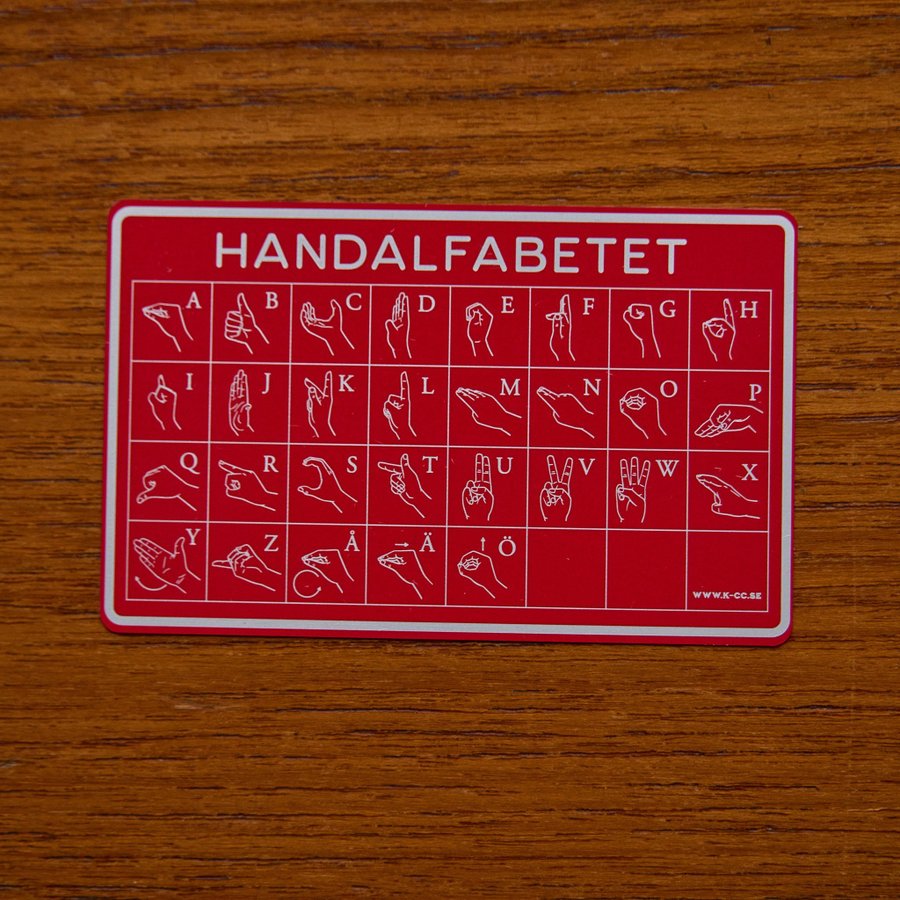 HANDALFABETET
A B C D E F G H
I J K L M N O P
Q R S T U V W X
Y Z Å Ä Ö
WWW.K-CC.SE